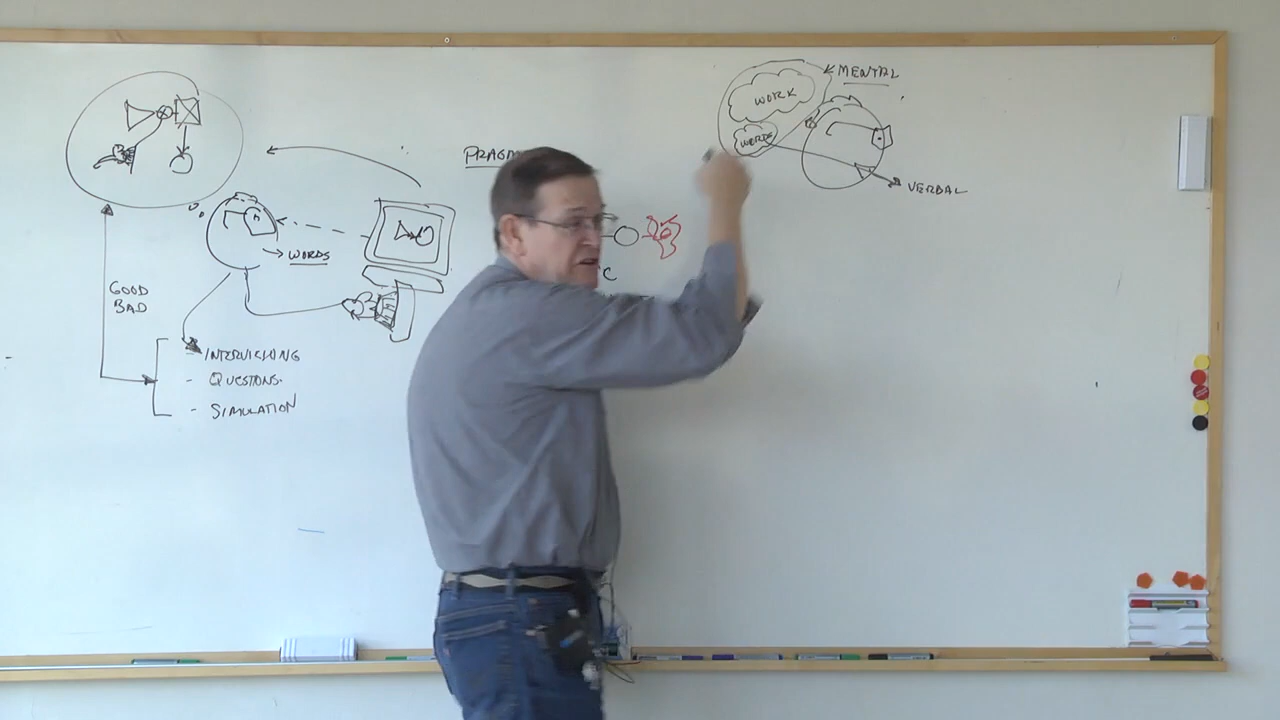 GOOD
BAD
WORDS
- INTERVIEWING
- QUESTIONS.
- SIMULATION
C
WORK
WORDS
MENTAL
VERBAL